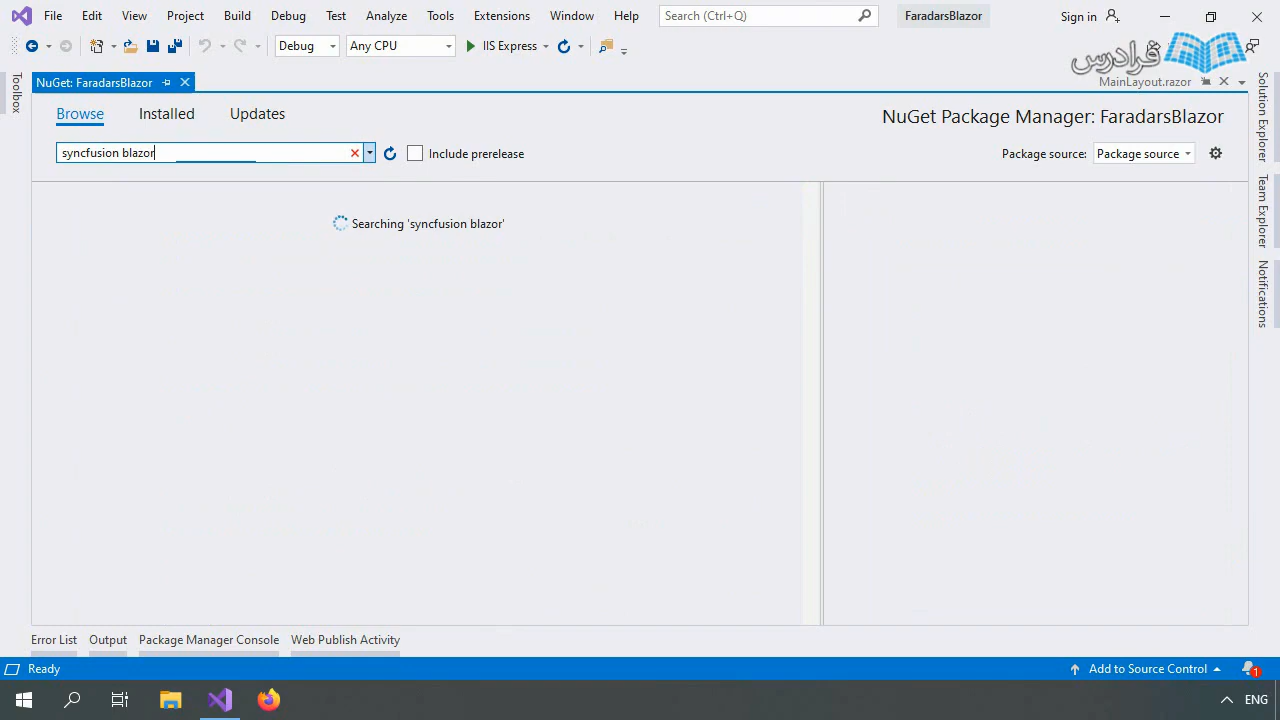 File Edit View Project Build Debug Test Analyze Tools Extensions Window Help Search (Ctrl+Q) FaradarsBlazor Sign in
Debug Any CPU IIS Express
فرادرس
NuGet: FaradarsBlazor MainLayout.razor
Toolbox
Browse Installed Updates NuGet Package Manager: FaradarsBlazor
syncfusion blazor Include prerelease Package source: Package source
Searching 'syncfusion blazor'
Solution Explorer
Team Explorer
Notifications
Error List Output Package Manager Console Web Publish Activity
Ready Add to Source Control 1
ENG